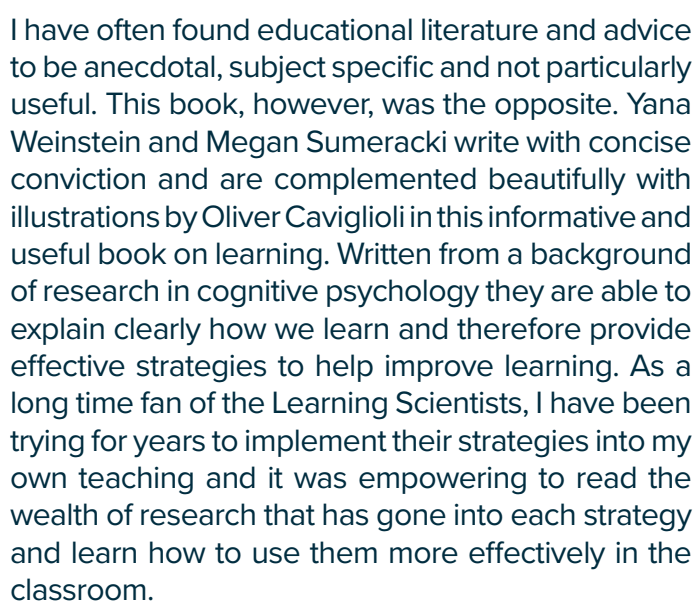 I have often found educational literature and advice
to be anecdotal, subject specific and not particularly
useful. This book, however, was the opposite. Yana
Weinstein and Megan Sumeracki write with concise
conviction and are complemented beautifully with
illustrations by Oliver Caviglioli in this informative and
useful book on learning. Written from a background
of research in cognitive psychology they are able to
explain clearly how we learn and therefore provide
effective strategies to help improve learning. As a
long time fan of the Learning Scientists, I have been
trying for years to implement their strategies into my
own teaching and it was empowering to read the
wealth of research that has gone into each strategy
and learn how to use them more effectively in the
classroom.